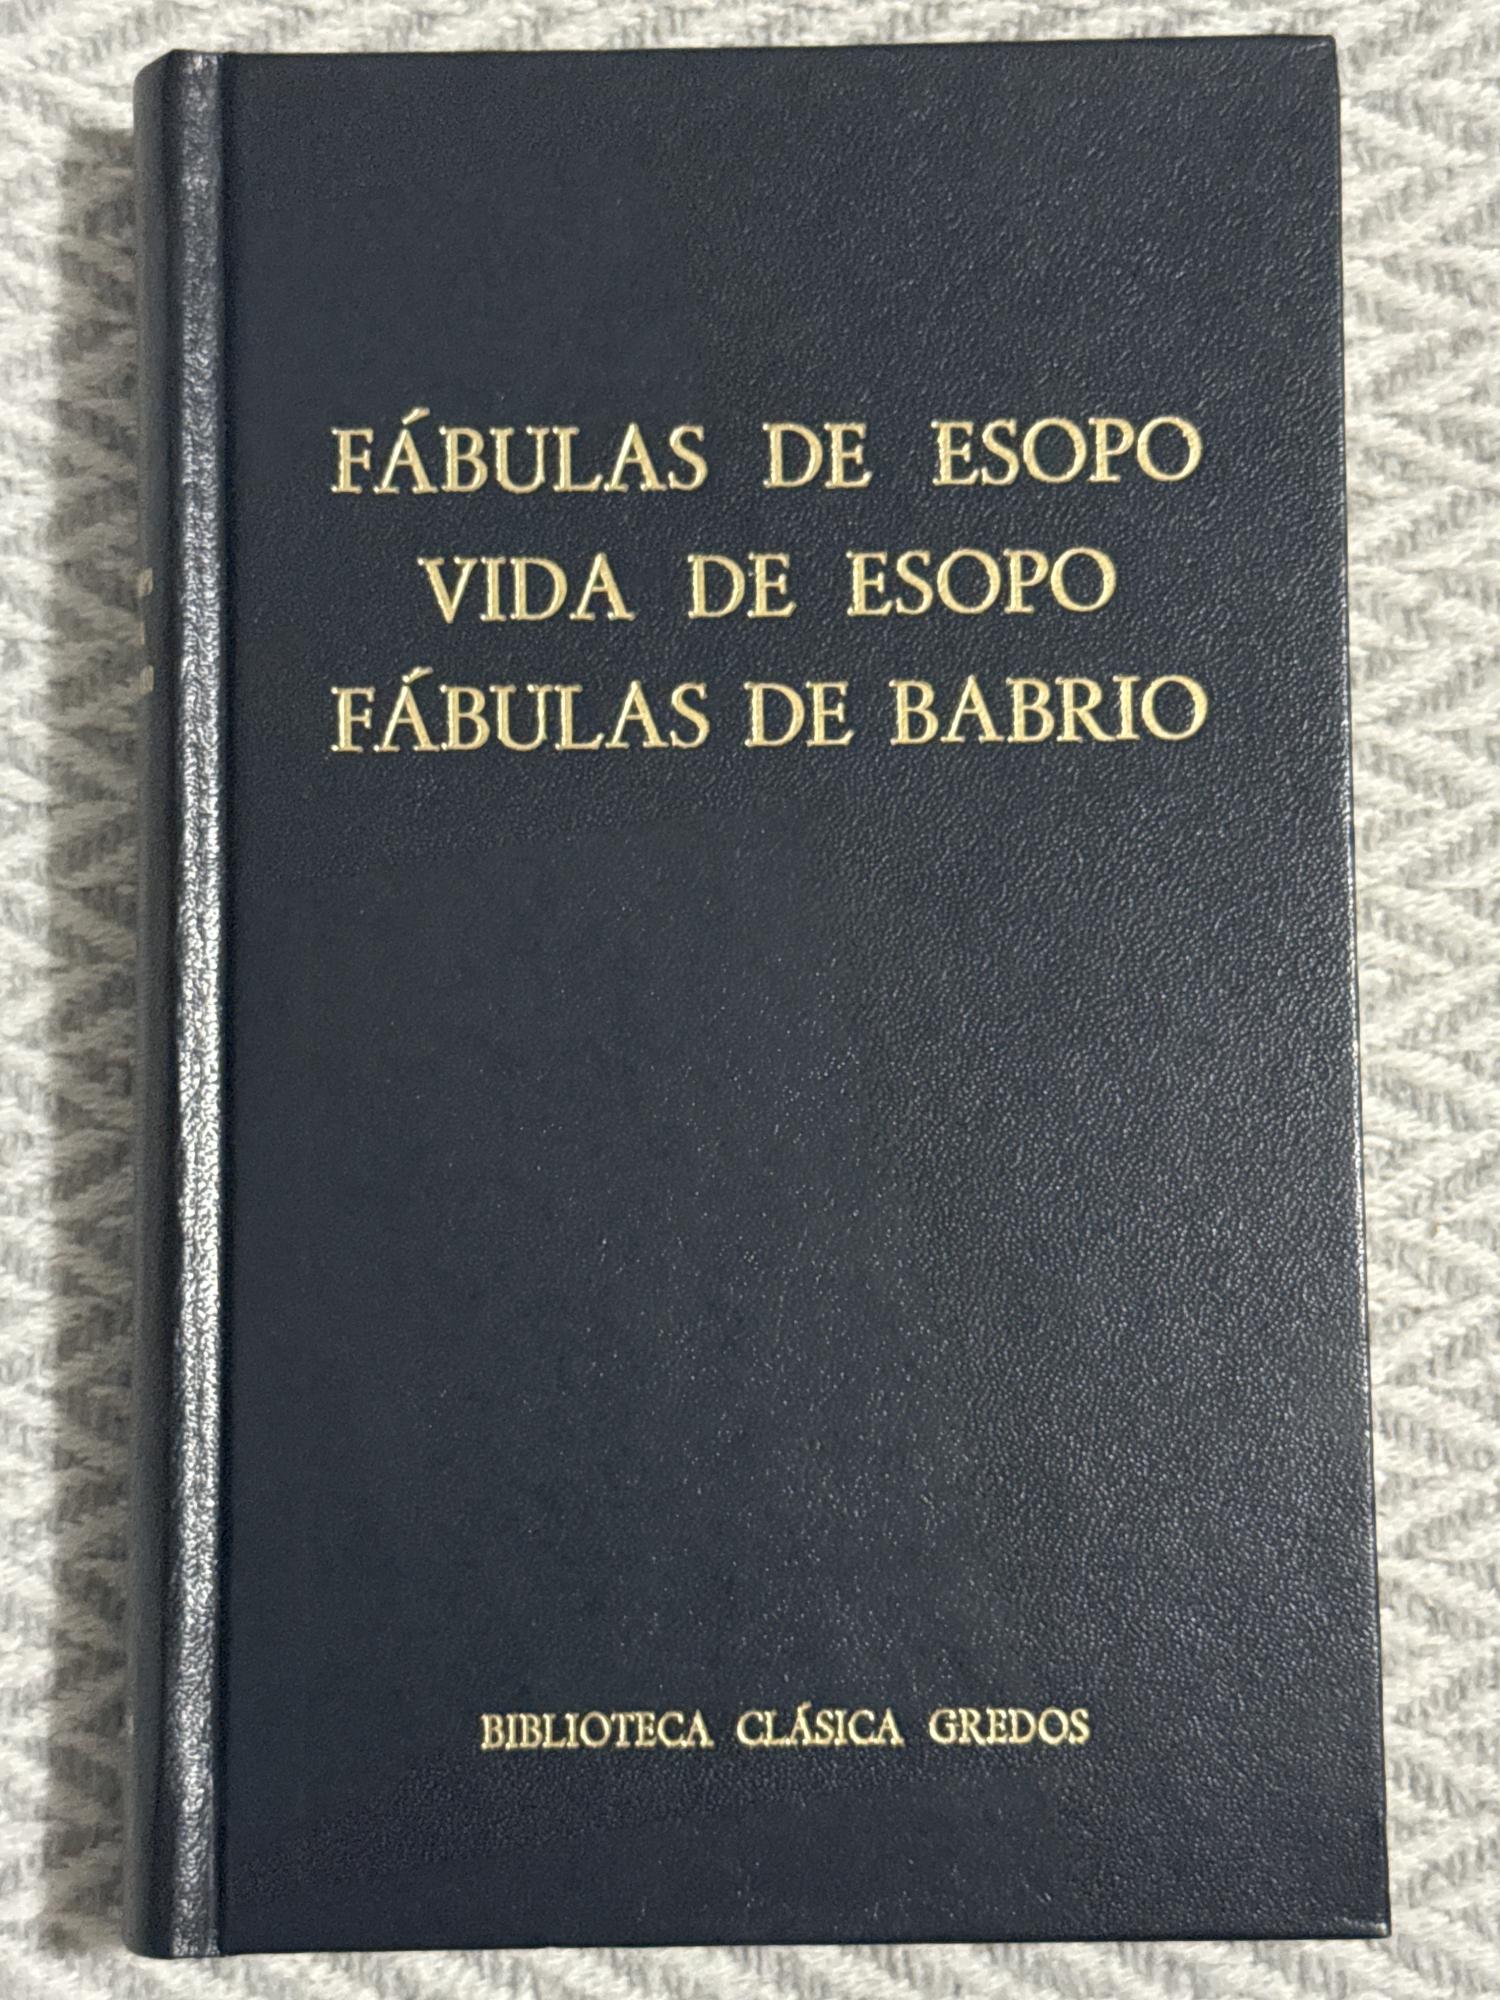 FÁBULAS DE ESOPO
VIDA DE ESOPO
FÁBULAS DE BABRIO
BIBLIOTECA CLÁSICA GREDOS